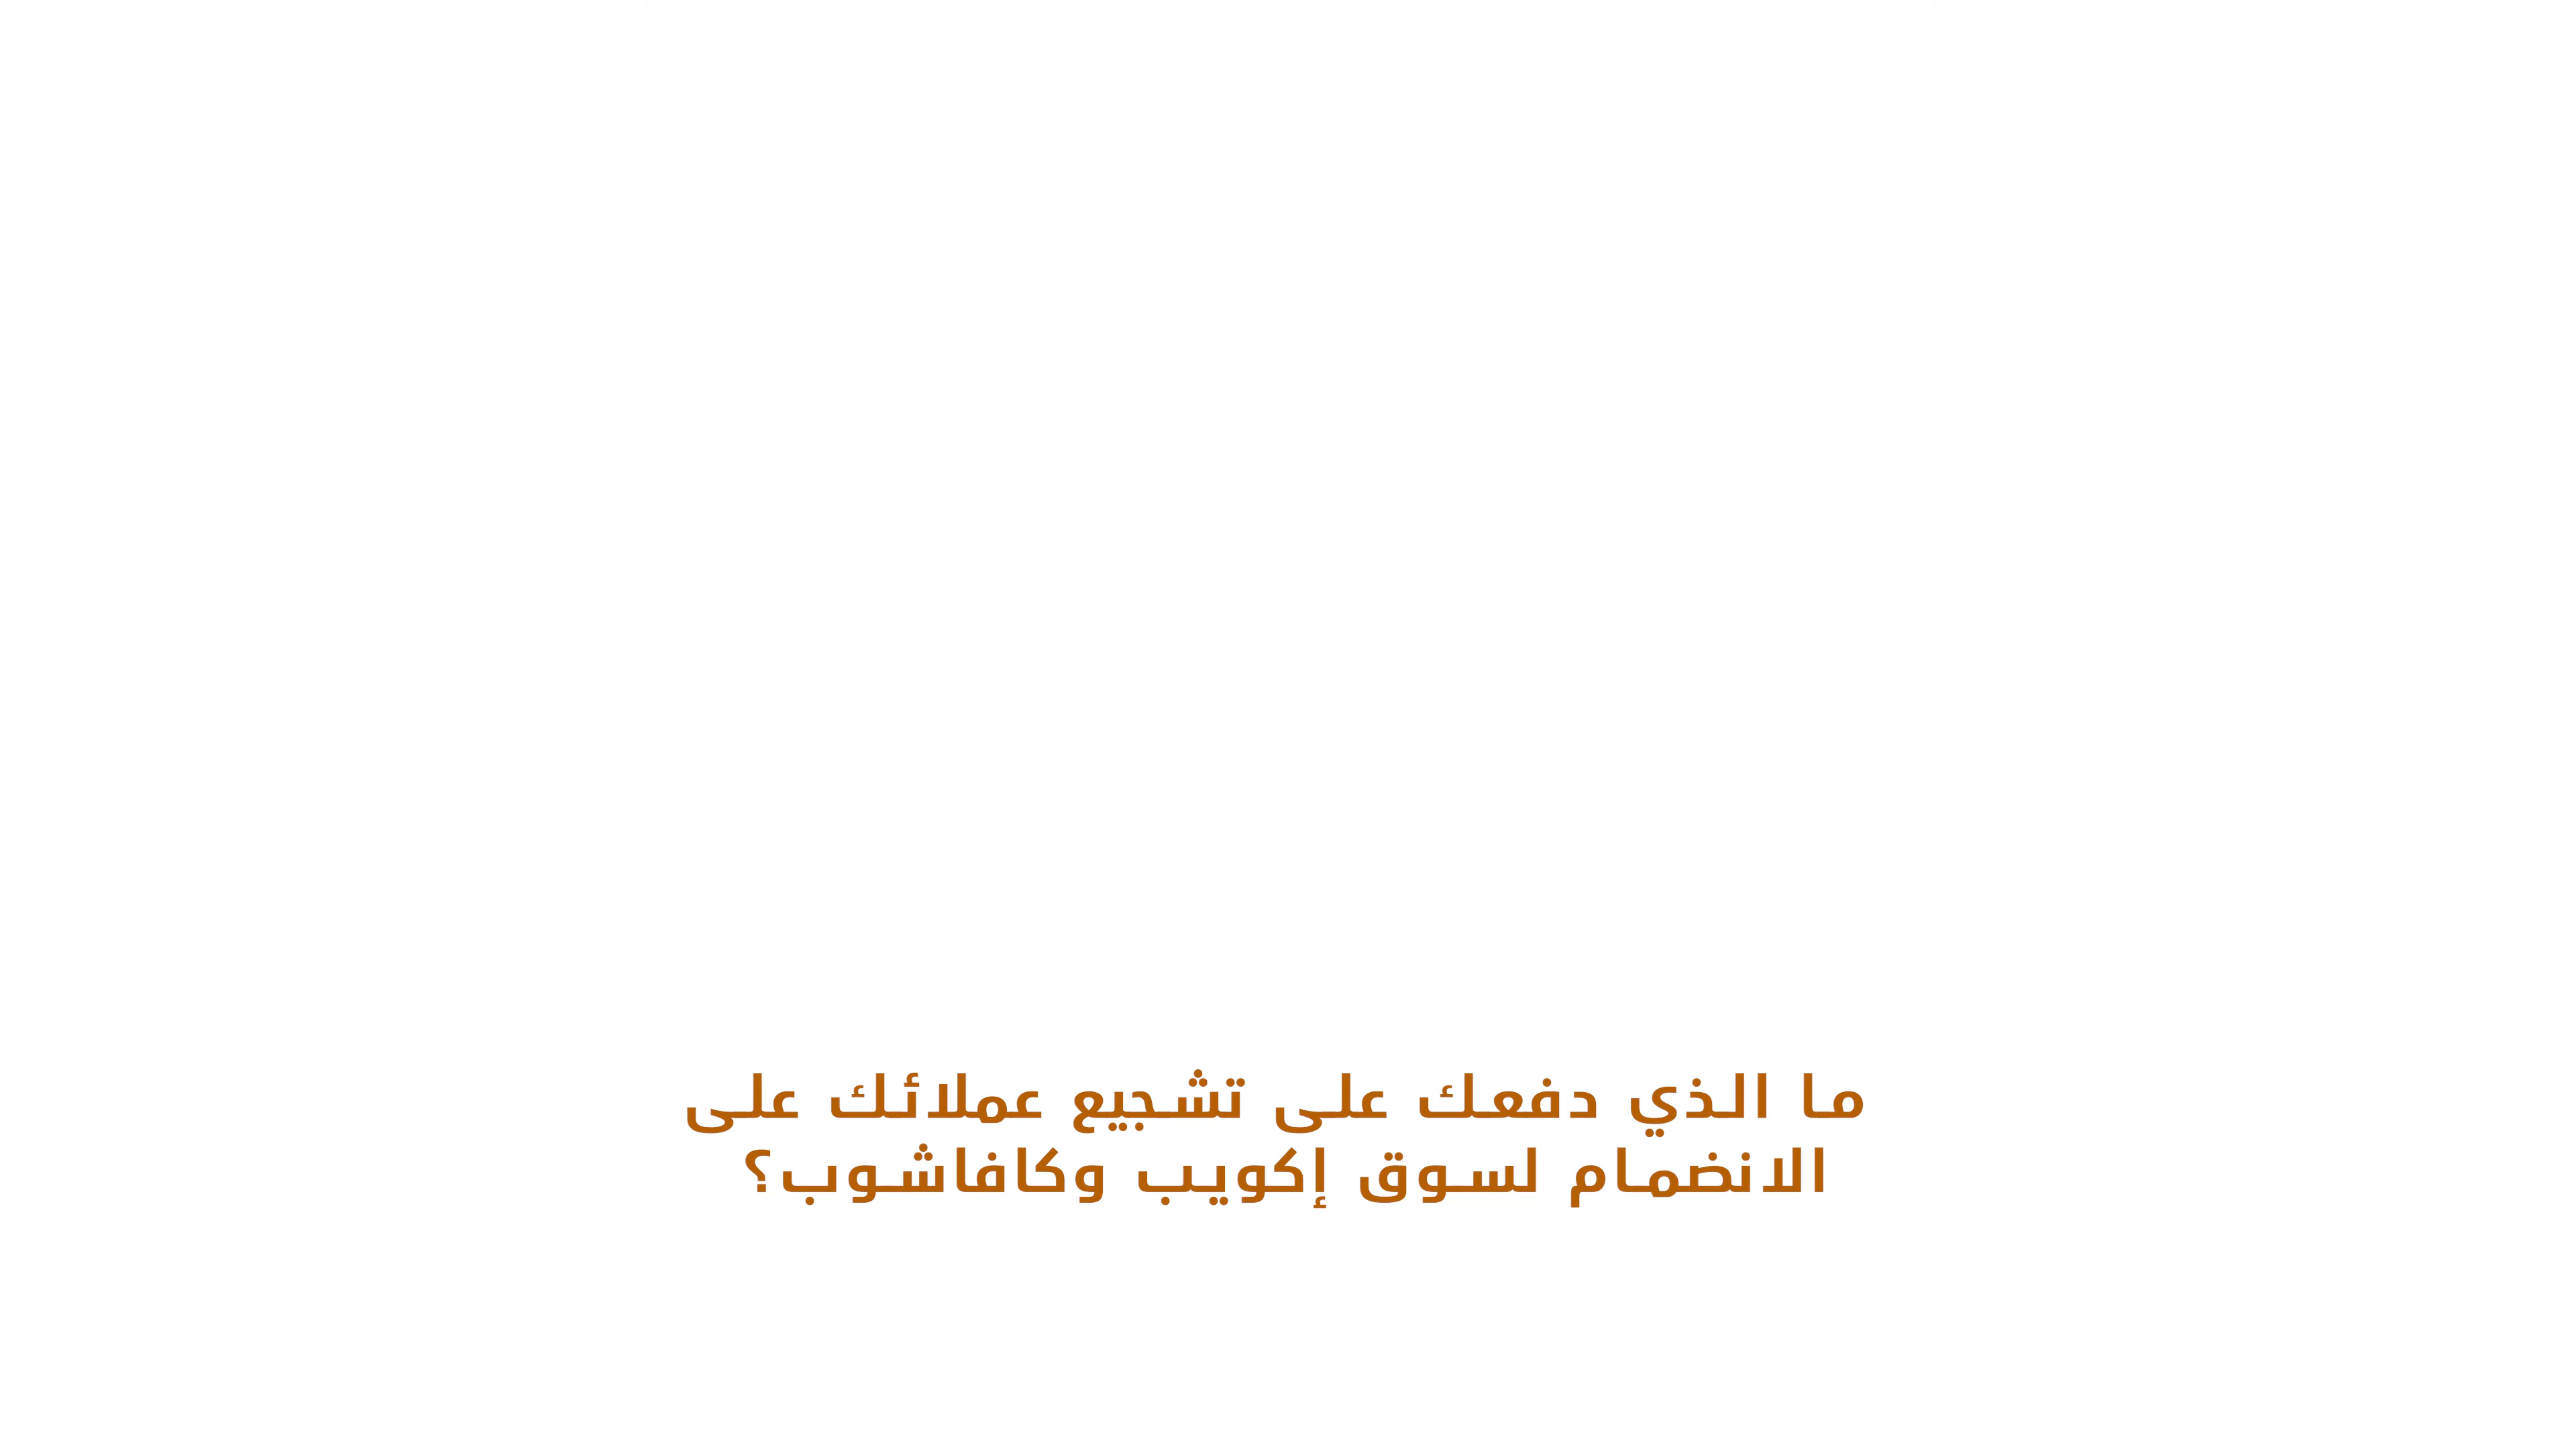 ما الذي دفعك على تشجيع عملائك على
الانضمام لسوق إكويب وكافاشوب؟